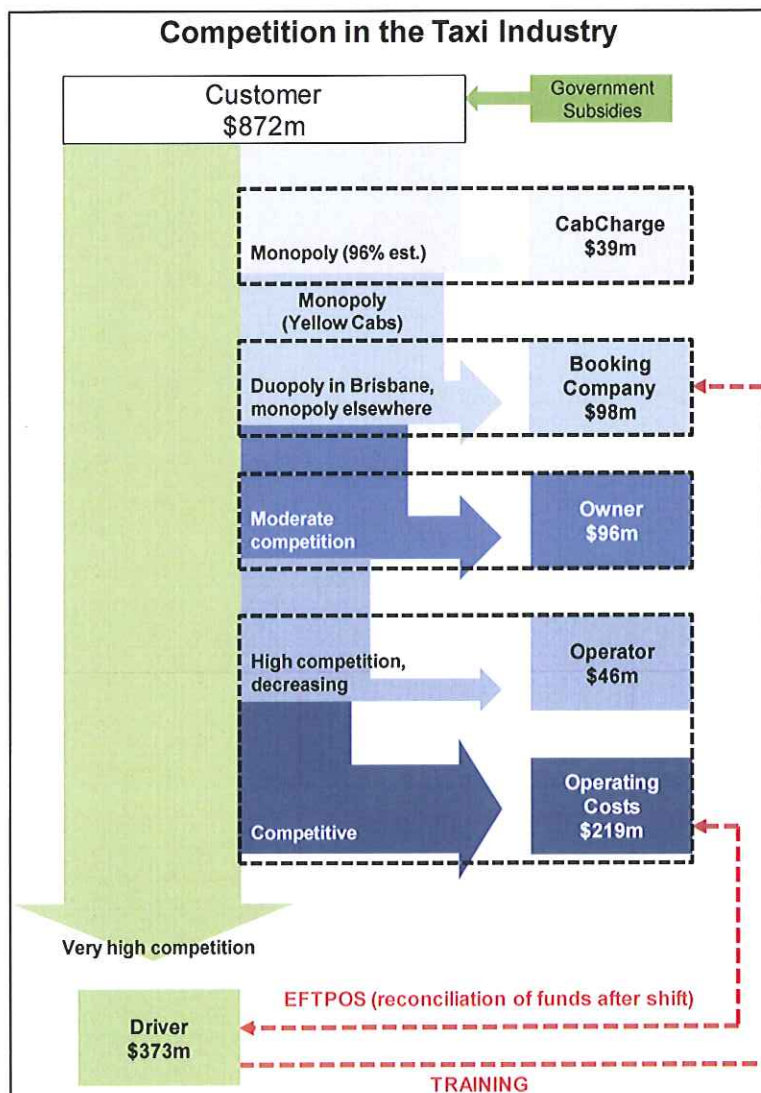 Competition in the Taxi Industry
Customer
$872m
Government
Subsidies
CabCharge
$39m
Monopoly (96% est.)
Monopoly
(Yellow Cabs)
Booking
Company
$98m
Duopoly in Brisbane,
monopoly elsewhere
Owner
$96m
Moderate
competition
Operator
$46m
High competition,
decreasing
Operating
Costs
$219m
Competitive
Very high competition
EFTPOS (reconciliation of funds after shift)
Driver
$373m
TRAINING